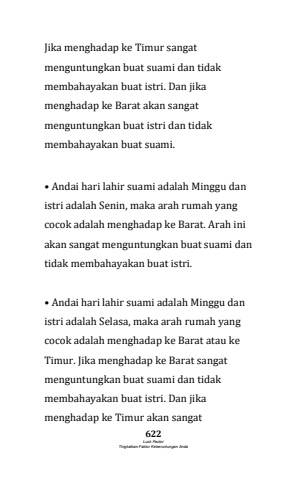 Jika menghadap ke Timur sangat
menguntungkan buat suami dan tidak
membahayakan buat istri. Dan jika
menghadap ke Barat akan sangat
menguntungkan buat istri dan tidak
membahayakan buat suami.
• Andai hari lahir suami adalah Minggu dan
istri adalah Senin, maka arah rumah yang
cocok adalah menghadap ke Barat. Arah ini
akan sangat menguntungkan buat suami dan
tidak membahayakan buat istri.
• Andai hari lahir suami adalah Minggu dan
istri adalah Selasa, maka arah rumah yang
cocok adalah menghadap ke Barat atau ke
Timur. Jika menghadap ke Barat sangat
menguntungkan buat suami dan tidak
membahayakan buat istri. Dan jika
menghadap ke Timur akan sangat
622
Luck Factor
Tingkatkan Faktor Keberuntungan Anda